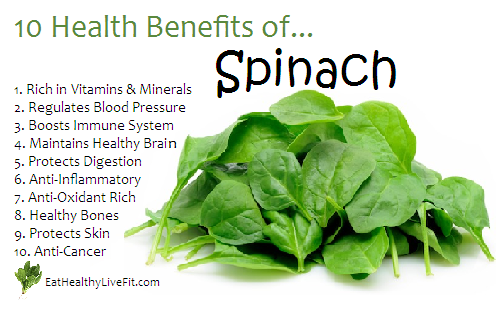 10 Health Benefits of...
Spinach
1. Rich in Vitamins & Minerals
2. Regulates Blood Pressure
3. Boosts Immune System
4. Maintains Healthy Brain
5. Protects Digestion
6. Anti-Inflammatory
7. Anti-Oxidant Rich
8. Healthy Bones
9. Protects Skin
10. Anti-Cancer
EatHealthyLiveFit.com